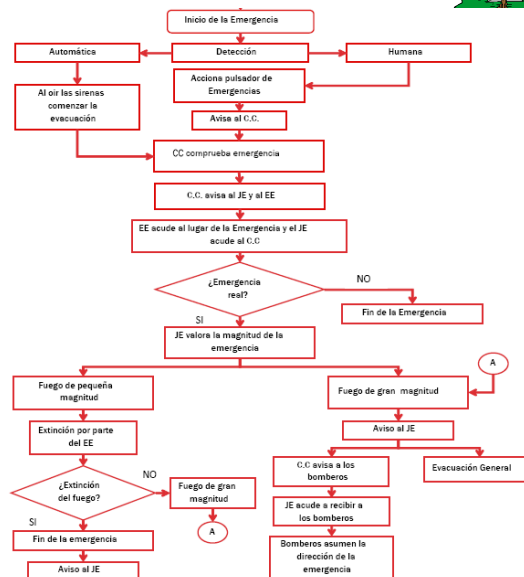 Inicio de la Emergencia
Automática
Detección
Humana
Acciona pulsador de
Emergencias
Al oir las sirenas
comenzar la
evacuación
Avisa al C.C.
CC comprueba emergencia
C.C. avisa al JE y al EE
EE acude al lugar de la Emergencia y el JE
acude al C.C
¿Emergencia
real?
NO
Fin de la Emergencia
SI
JE valora la magnitud de la
emergencia
A
Fuego de pequeña
magnitud
Fuego de gran magnitud
Extinción por parte
del EE
Aviso al JE
¿Extinción
del fuego?
NO
Fuego de gran
magnitud
C.C avisa a los
bomberos
Evacuación General
SI
A
JE acude a recibir a
los bomberos
Fin de la emergencia
Bomberos asumen la
dirección de la
emergencia
Aviso al JE